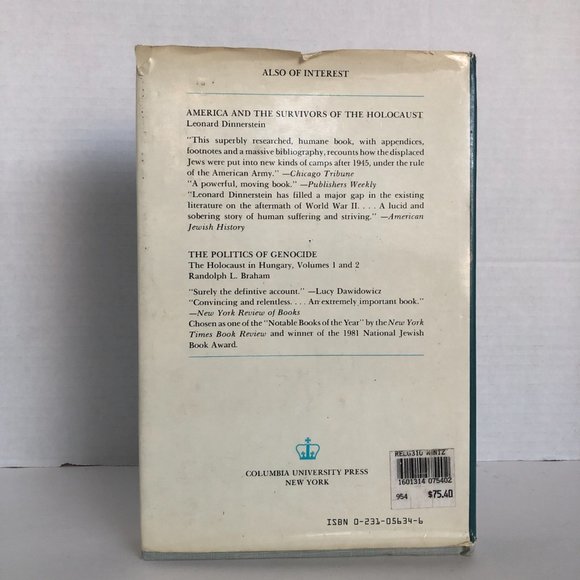 ALSO OF INTEREST
AMERICA AND THE SURVIVORS OF THE HOLOCAUST
Leonard Dinnerstein
"This superbly researched, humane book, with appendices,
footnotes and a massive bibliography, recounts how the displaced
Jews were put into new kinds of camps after 1945, under the rule
of the American Army." —Chicago Tribune
"A powerful, moving book." —Publishers Weekly
"Leonard Dinnerstein has filled a major gap in the existing
literature on the aftermath of World War II. . . . A lucid and
sobering story of human suffering and striving." —American
Jewish History
THE POLITICS OF GENOCIDE
The Holocaust in Hungary, Volumes 1 and 2
Randolph L. Braham
"Surely the defintive account." —Lucy Dawidowicz
"Convincing and relentless. . . . An extremely important book."
—New York Review of Books
Chosen as one of the "Notable Books of the Year" by the New York
Times Book Review and winner of the 1981 National Jewish
Book Award.
COLUMBIA UNIVERSITY PRESS
NEW YORK
1601314 075402
954 $75.40
ISBN 0-231-05634-6